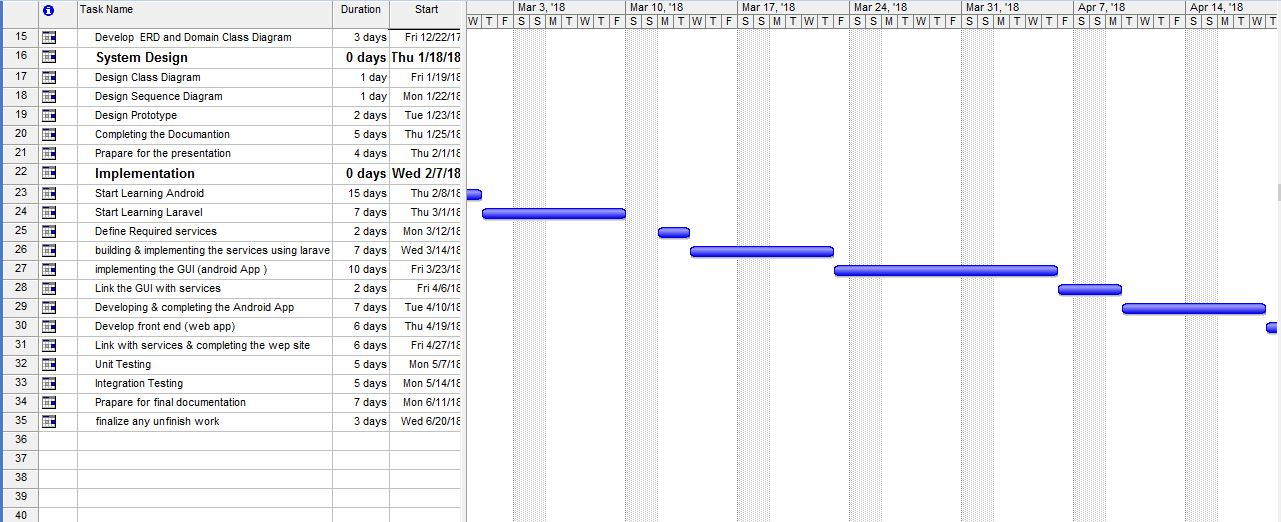 Task Name Duration Start Mar 3, '18 Mar 10, '18 Mar 17, '18 Mar 24, '18 Mar 31, '18 Apr 7, '18 Apr 14, '18
W T F S S M T W T F S S M T W T F S S M T W T F S S M T W T F S S M T W T F S S M T W T F S S M T W T
15 Develop ERD and Domain Class Diagram 3 days Fri 12/22/17
16 System Design 0 days Thu 1/18/18
17 Design Class Diagram 1 day Fri 1/19/18
18 Design Sequence Diagram 1 day Mon 1/22/18
19 Design Prototype 2 days Tue 1/23/18
20 Completing the Documantion 5 days Thu 1/25/18
21 Prapare for the presentation 4 days Thu 2/1/18
22 Implementation 0 days Wed 2/7/18
23 Start Learning Android 15 days Thu 2/8/18
24 Start Learning Laravel 7 days Thu 3/1/18
25 Define Required services 2 days Mon 3/12/18
26 building & implementing the services using larave 7 days Wed 3/14/18
27 implementing the GUI (android App ) 10 days Fri 3/23/18
28 Link the GUI with services 2 days Fri 4/6/18
29 Developing & completing the Android App 7 days Tue 4/10/18
30 Develop front end (web app) 6 days Thu 4/19/18
31 Link with services & completing the wep site 6 days Fri 4/27/18
32 Unit Testing 5 days Mon 5/7/18
33 Integration Testing 5 days Mon 5/14/18
34 Prapare for final documentation 7 days Mon 6/11/18
35 finalize any unfinish work 3 days Wed 6/20/18
36
37
38
39
40